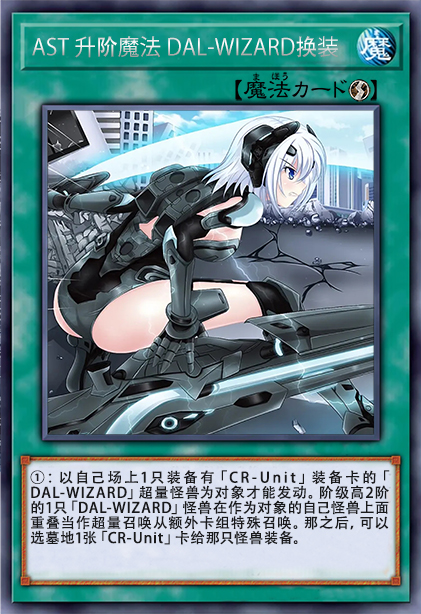 AST 升阶魔法 DAL-WIZARD换装
魔
【魔法カード】
まほう
①：以自己场上1只装备有「CR-Unit」装备卡的「
DAL-WIZARD」超量怪兽为对象才能发动。阶级高2阶
的1只「DAL-WIZARD」怪兽在作为对象的自己怪兽上面
重叠当作超量召唤从额外卡组特殊召唤。那之后，可以
选墓地1张「CR-Unit」卡给那只怪兽装备。